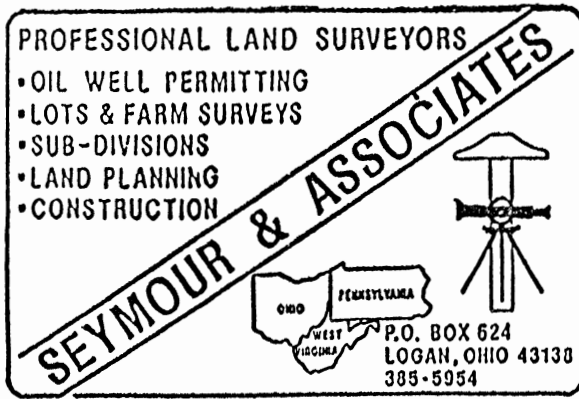 PROFESSIONAL LAND SURVEYORS
•OIL WELL PERMITTING
•LOTS & FARM SURVEYS
•SUB-DIVISIONS
•LAND PLANNING
•CONSTRUCTION
SEYMOUR & ASSOCIATES
OHIO
PENNSYLVANIA
WEST
VIRGINIA
P.O. BOX 624
LOGAN, OHIO 43138
385-5954